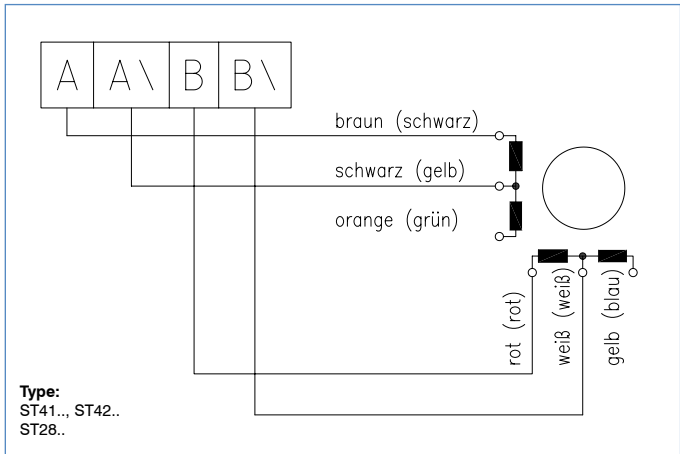 A A\ B B\
braun (schwarz)
schwarz (gelb)
orange (grün)
rot (rot)
weiß (weiß)
gelb (blau)
Type:
ST41.., ST42..
ST28..